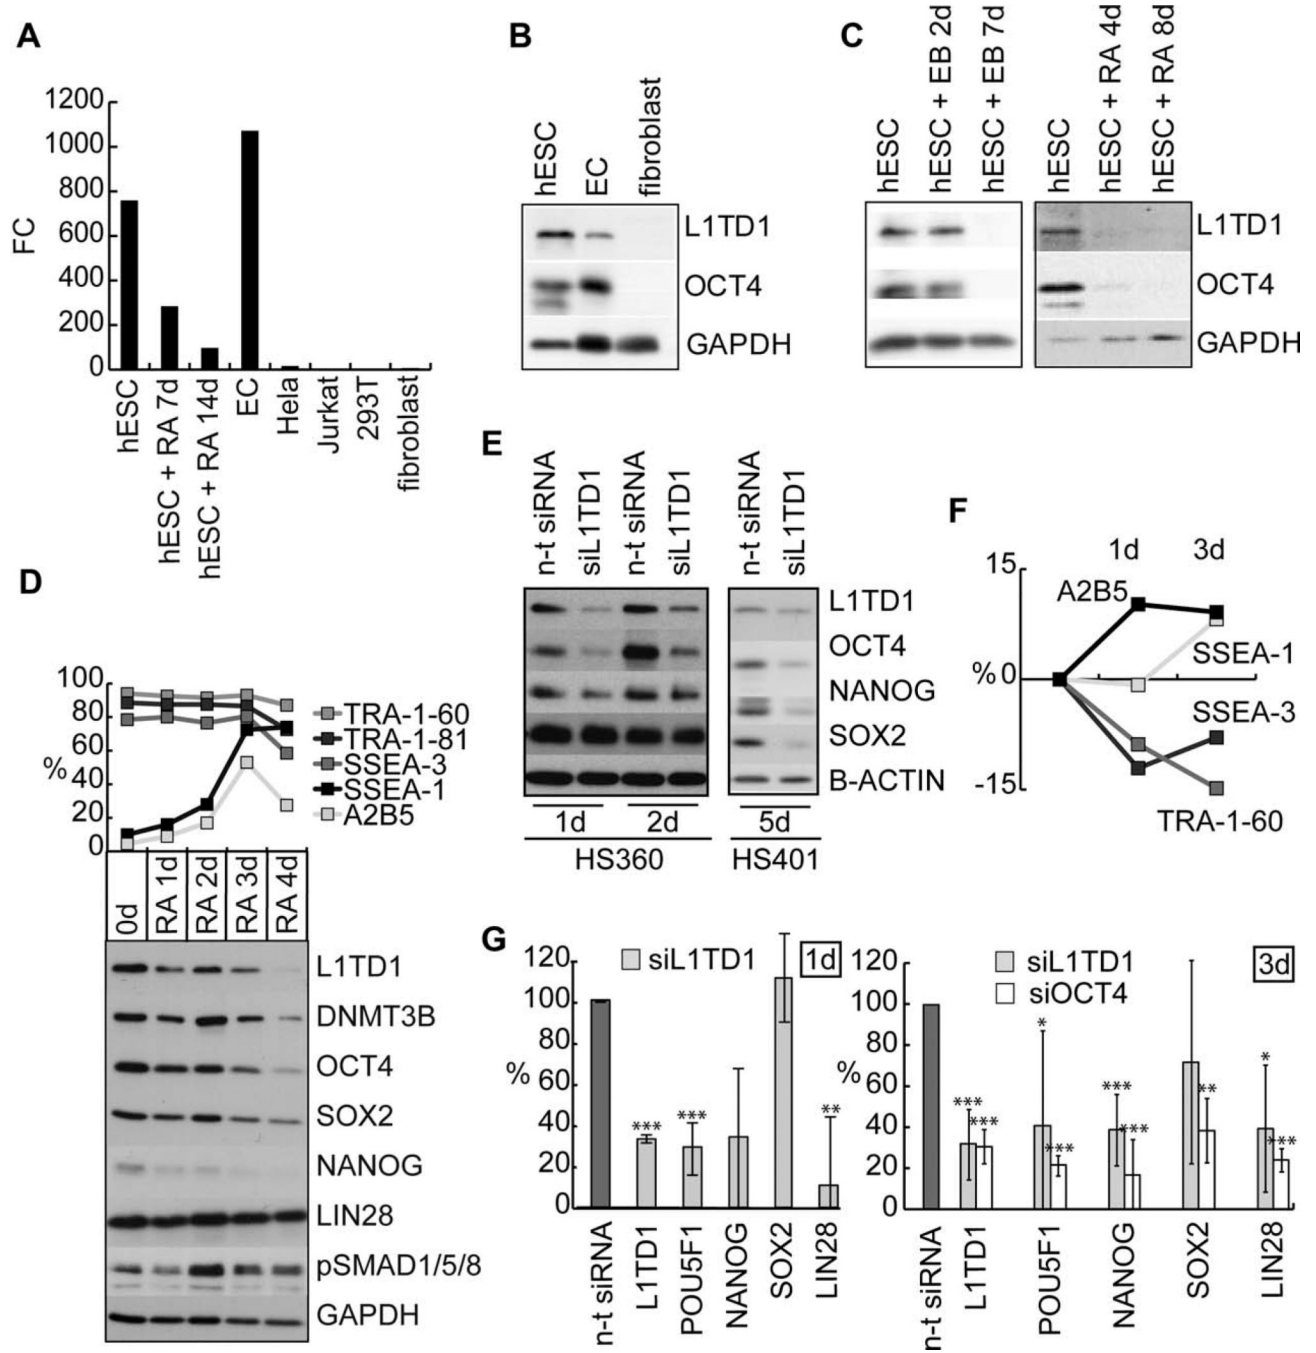 A
1200
1000
800
600
400
200
0
FC
hESC
hESC + RA 7d
hESC + RA 14d
EC
Hela
Jurkat
293T
fibroblast
B
hESC
EC
fibroblast
L1TD1
OCT4
GAPDH
C
hESC
hESC + EB 2d
hESC + EB 7d
hESC
hESC + RA 4d
hESC + RA 8d
L1TD1
OCT4
GAPDH
D
100
80
60
40
20
0
%
TRA-1-60
TRA-1-81
SSEA-3
SSEA-1
A2B5
0d
RA 1d
RA 2d
RA 3d
RA 4d
L1TD1
DNMT3B
OCT4
SOX2
NANOG
LIN28
pSMAD1/5/8
GAPDH
E
n-t siRNA
siL1TD1
n-t siRNA
siL1TD1
n-t siRNA
siL1TD1
L1TD1
OCT4
NANOG
SOX2
B-ACTIN
1d 2d 5d
HS360 HS401
F
1d 3d
15
% 0
-15
A2B5
SSEA-1
SSEA-3
TRA-1-60
G
120
100
80
60
40
20
0
%
siL1TD1
1d
***
***
**
n-t siRNA
L1TD1
POU5F1
NANOG
SOX2
LIN28
120
100
80
60
40
20
0
%
siL1TD1
siOCT4
3d
***
***
*
***
***
***
**
*
***
n-t siRNA
L1TD1
POU5F1
NANOG
SOX2
LIN28